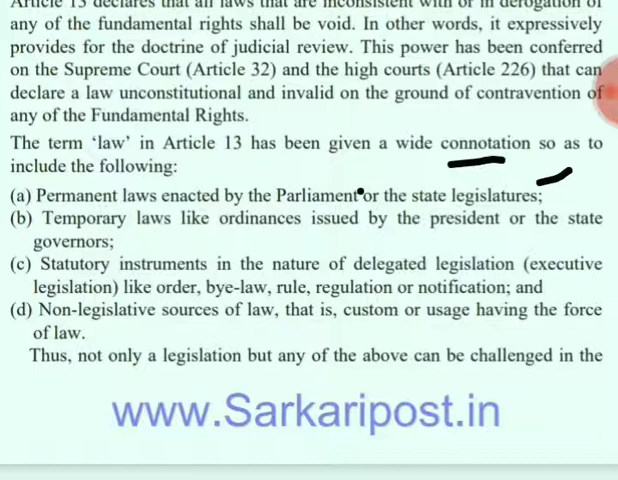 Article 13 declares that all laws that are inconsistent with or in derogation of
any of the fundamental rights shall be void. In other words, it expressively
provides for the doctrine of judicial review. This power has been conferred
on the Supreme Court (Article 32) and the high courts (Article 226) that can
declare a law unconstitutional and invalid on the ground of contravention of
any of the Fundamental Rights.
The term ‘law’ in Article 13 has been given a wide connotation so as to
include the following:
(a) Permanent laws enacted by the Parliament or the state legislatures;
(b) Temporary laws like ordinances issued by the president or the state
governors;
(c) Statutory instruments in the nature of delegated legislation (executive
legislation) like order, bye-law, rule, regulation or notification; and
(d) Non-legislative sources of law, that is, custom or usage having the force
of law.
Thus, not only a legislation but any of the above can be challenged in the
www.Sarkaripost.in